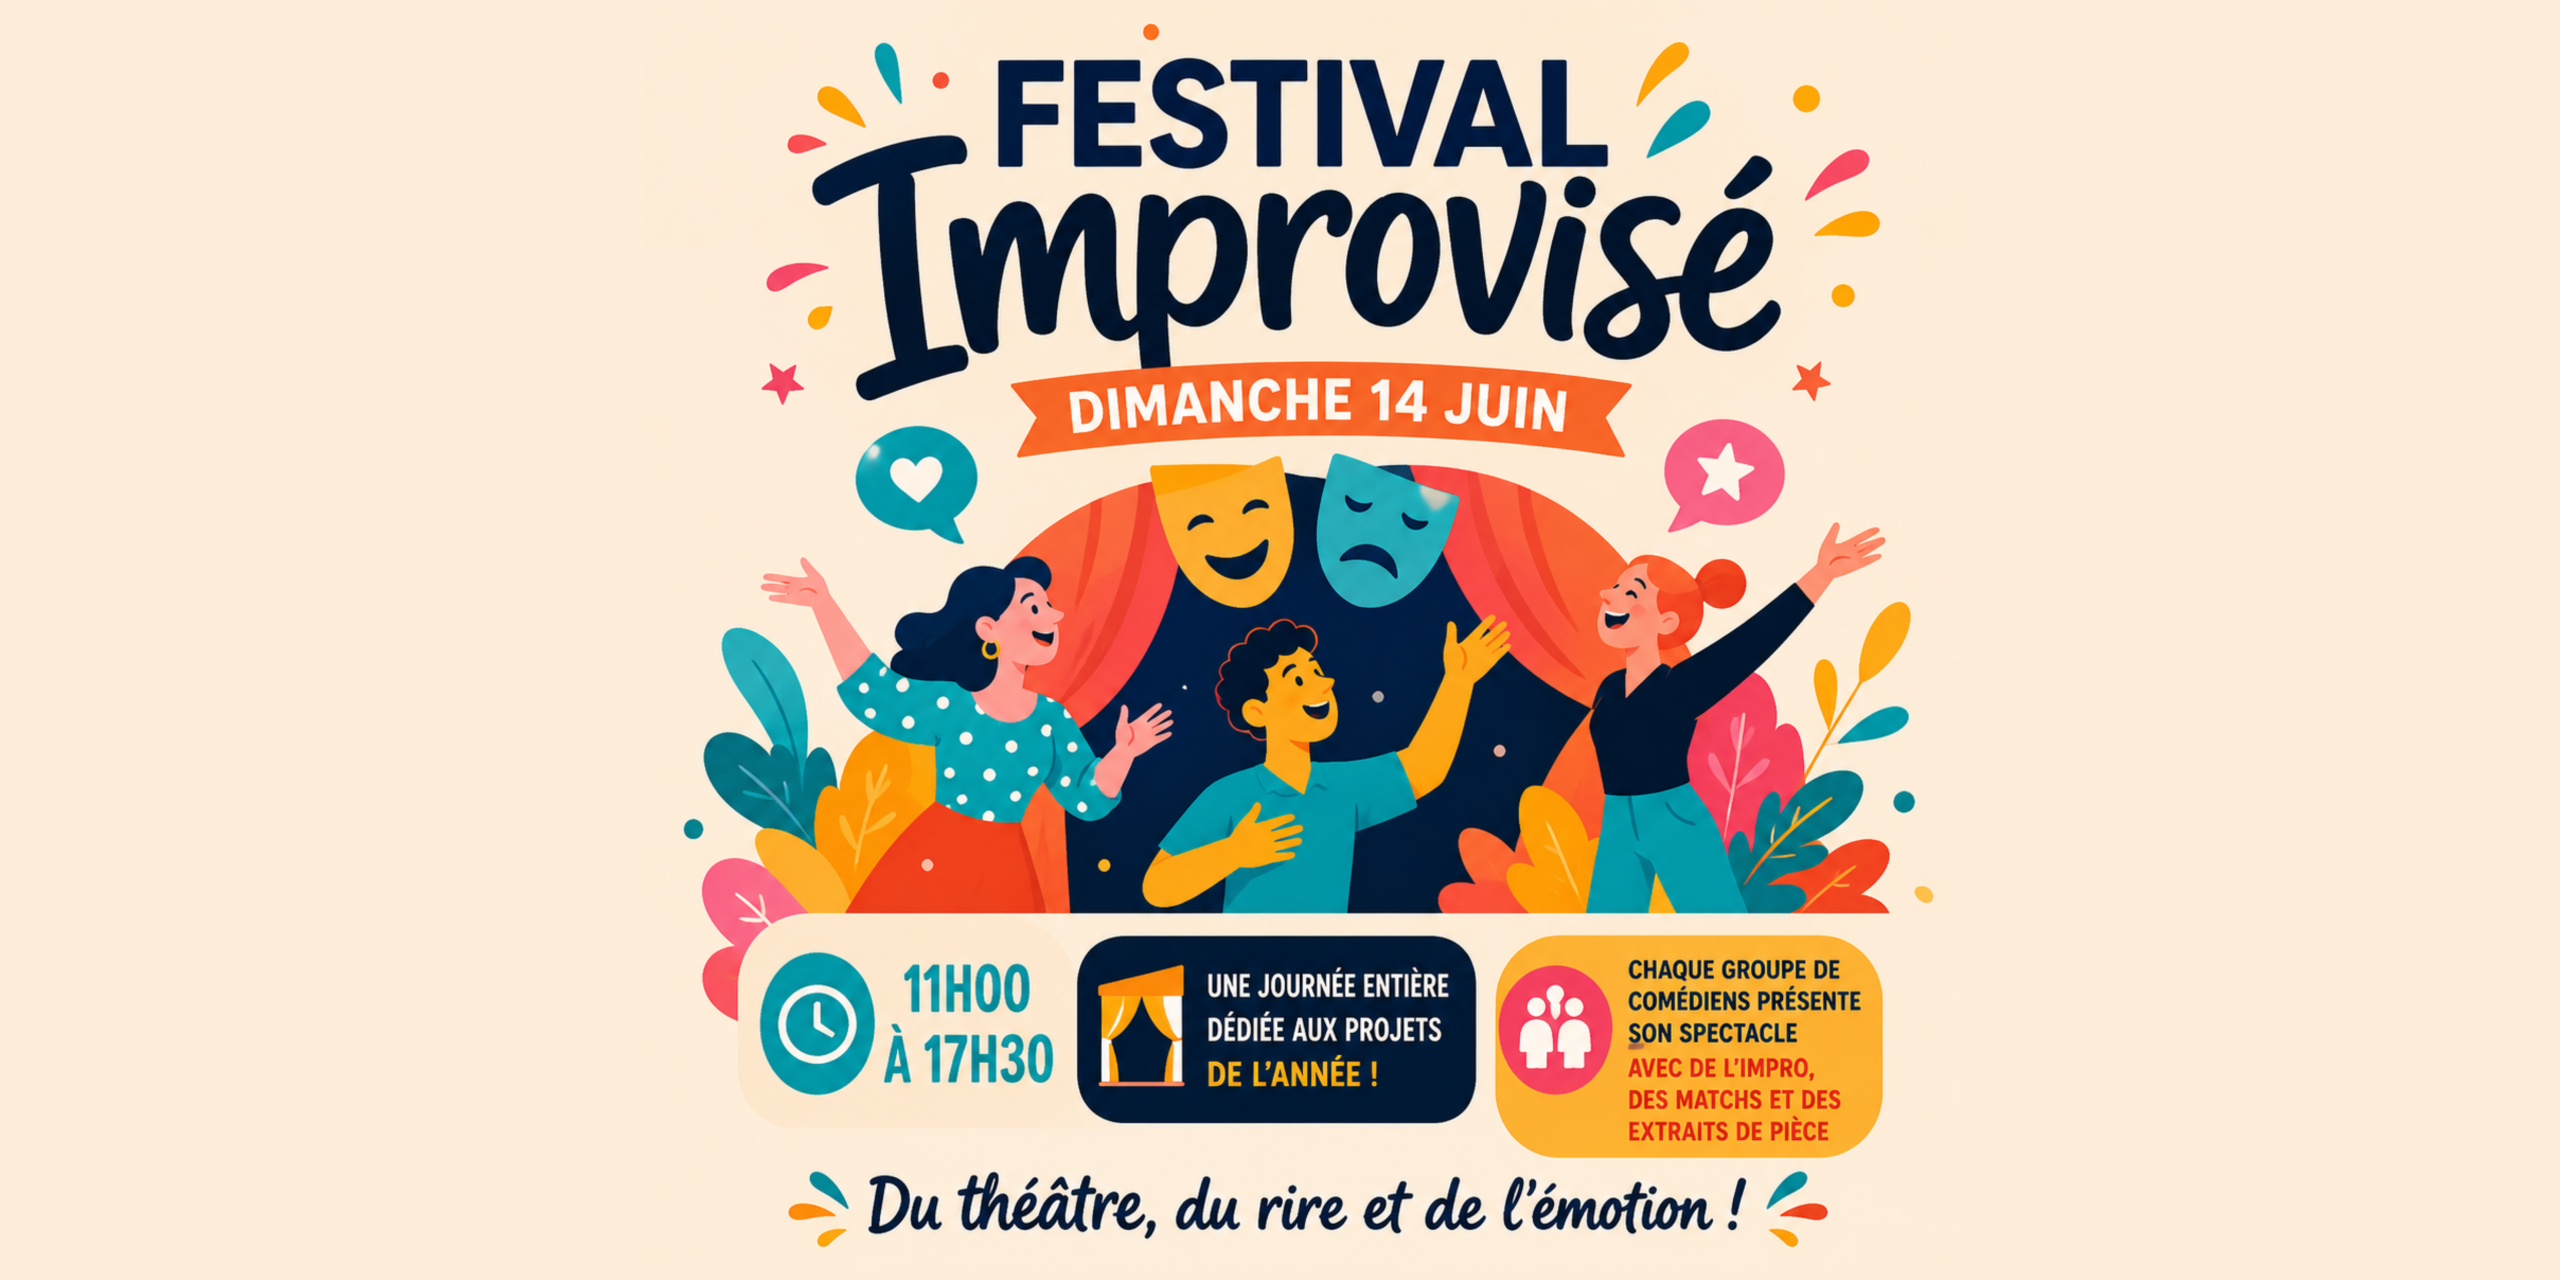 FESTIVAL
Improvisé
DIMANCHE 14 JUIN
11H00
À 17H30
UNE JOURNÉE ENTIÈRE
DÉDIÉE AUX PROJETS
DE L'ANNÉE !
CHAQUE GROUPE DE
COMÉDIENS PRÉSENTE
SON SPECTACLE
AVEC DE L'IMPRO,
DES MATCHS ET DES
EXTRAITS DE PIÈCE
Du théâtre, du rire et de l'émotion !